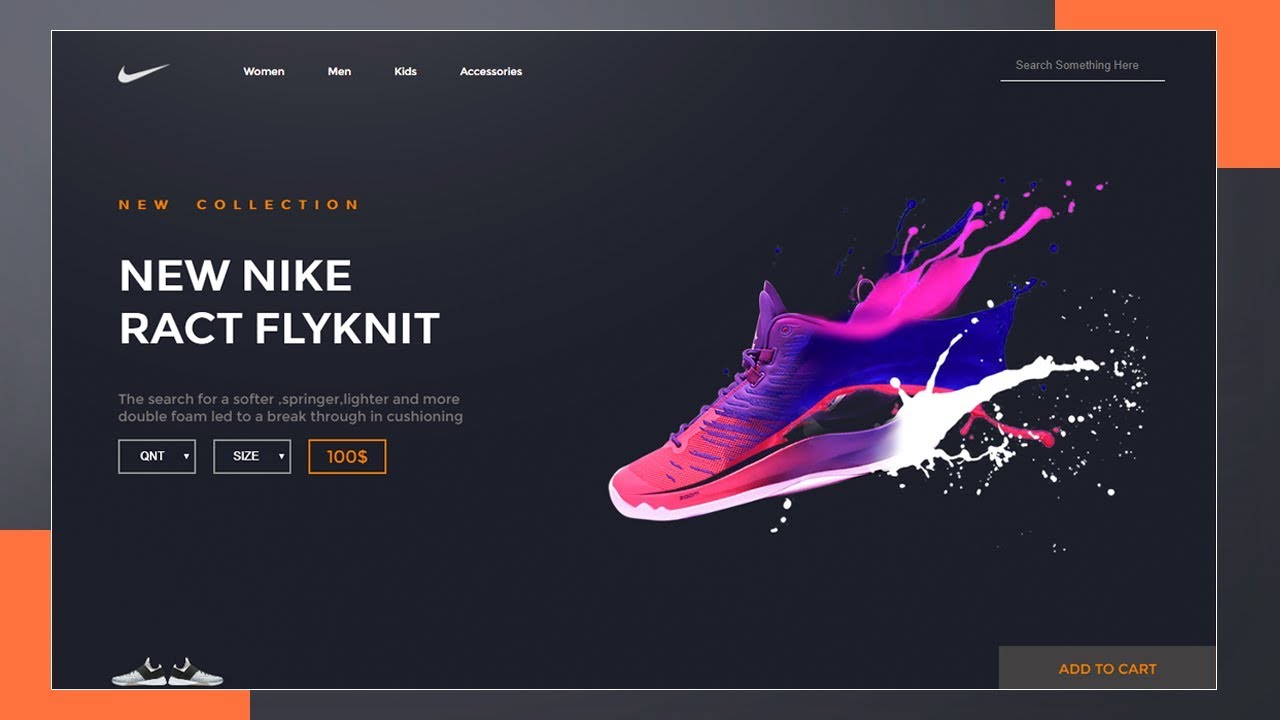 Women Men Kids Accessories
Search Something Here
NEW COLLECTION
NEW NIKE
RACT FLYKNIT
The search for a softer ,springer,lighter and more
double foam led to a break through in cushioning
QNT SIZE 100$
ZOOM
ADD TO CART